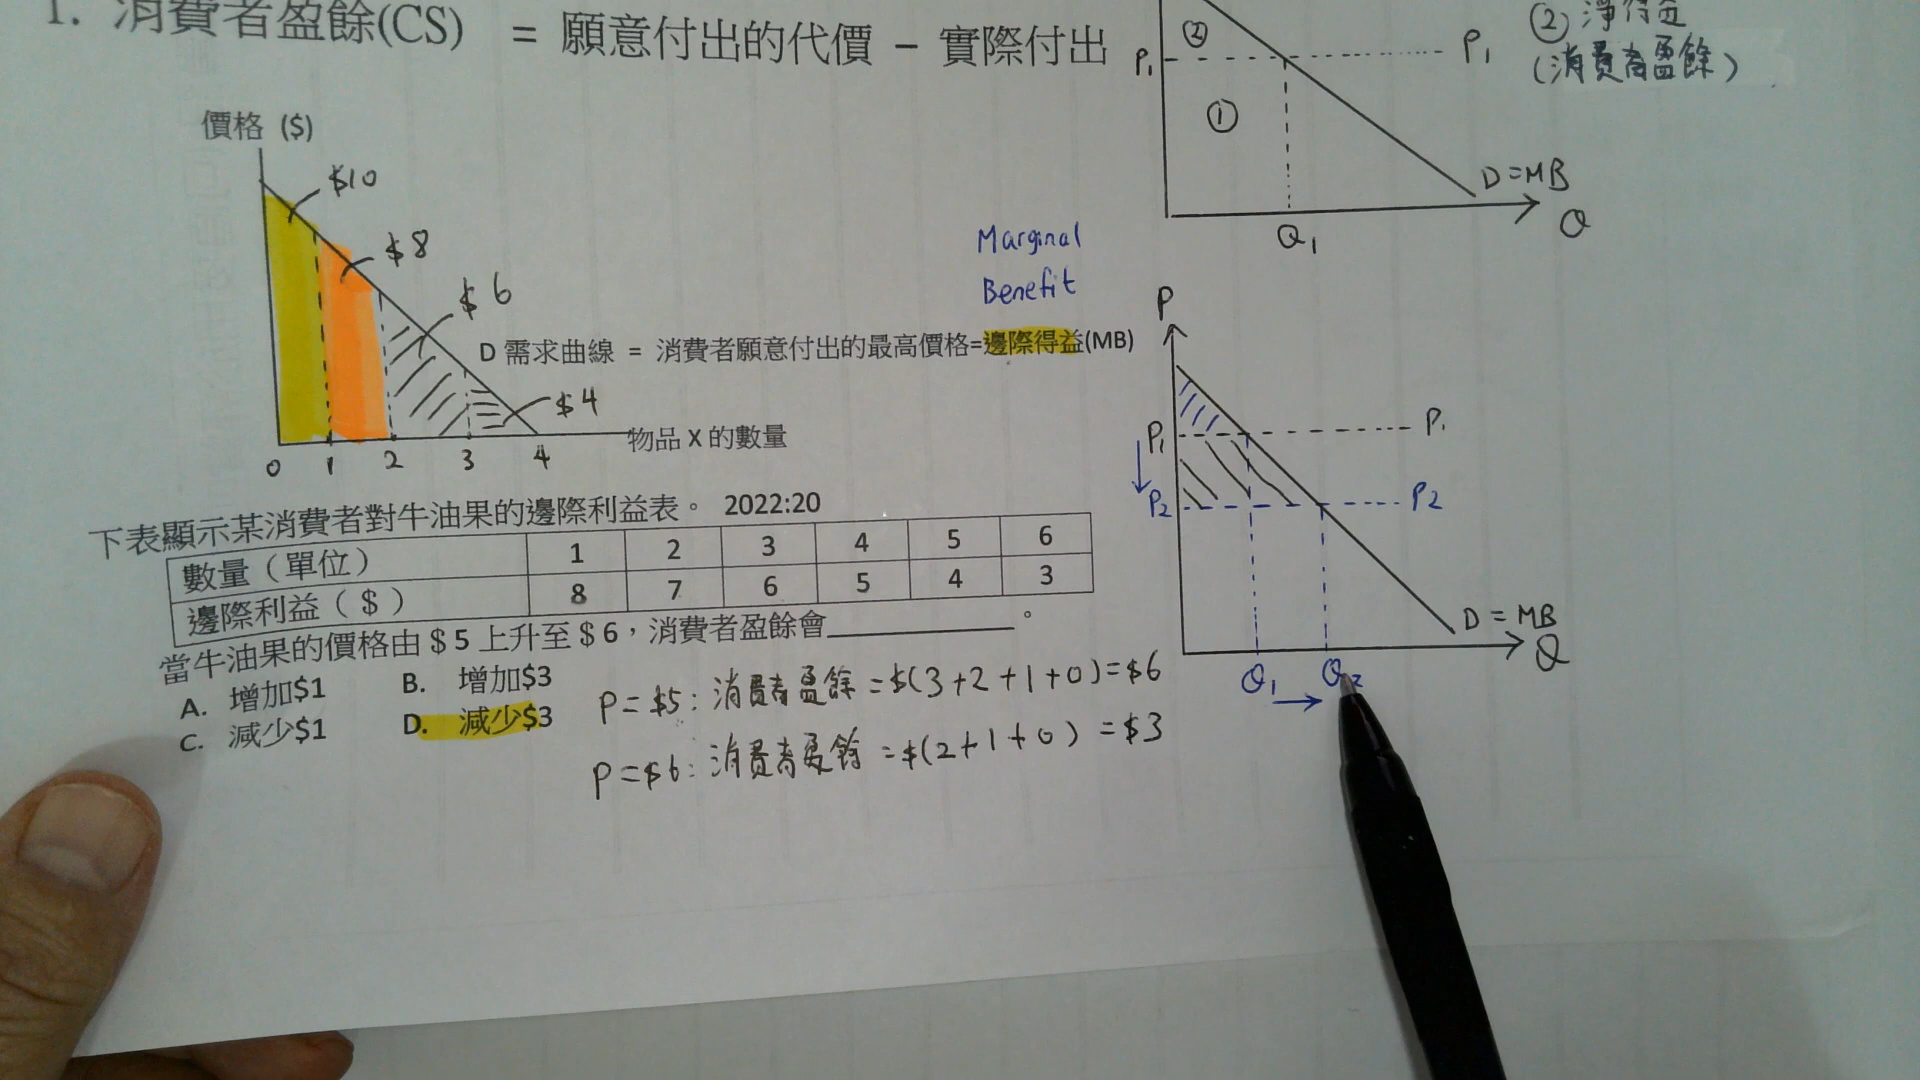 1. 消費者盈餘(CS) = 願意付出的代價 – 實際付出
② 淨得益
(消費者盈餘)
②
P₁
P₁
①
D=MB
Q₁
Q
價格 ($)
$10
$8
$6
$4
Marginal
Benefit
D 需求曲線 = 消費者願意付出的最高價格=邊際得益(MB)
物品 X 的數量
0 1 2 3 4
P
P₁
P₁
P₂
P₂
D = MB
Q
Q₁ → Q₂
下表顯示某消費者對牛油果的邊際利益表。 2022:20
數量(單位) 1 2 3 4 5 6
邊際利益($) 8 7 6 5 4 3
當牛油果的價格由 $ 5 上升至 $ 6,消費者盈餘會____________。
A. 增加$1 B. 增加$3
C. 減少$1 D. 減少$3
P=$5: 消費者盈餘 =$(3+2+1+0)=$6
P=$6: 消費者盈餘 =$(2+1+0) =$3